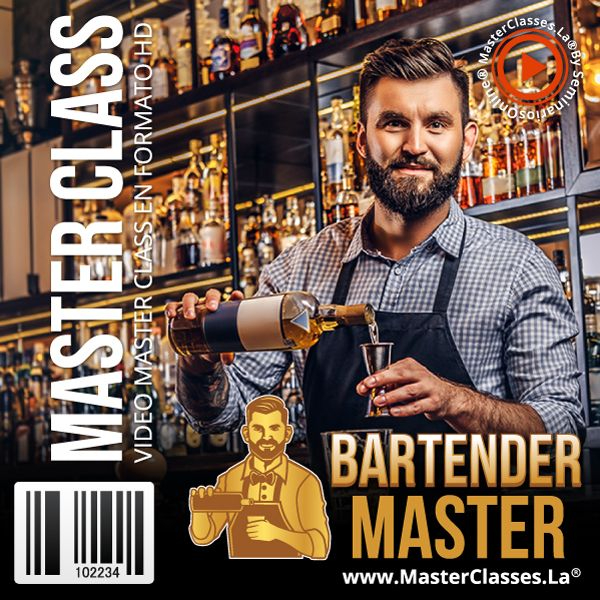 MASTER CLASS
VIDEO MASTER CLASS EN FORMATO HD
MasterClasses.La® By SeminariosOnline®
BARTENDER
MASTER
www.MasterClasses.La®
102234